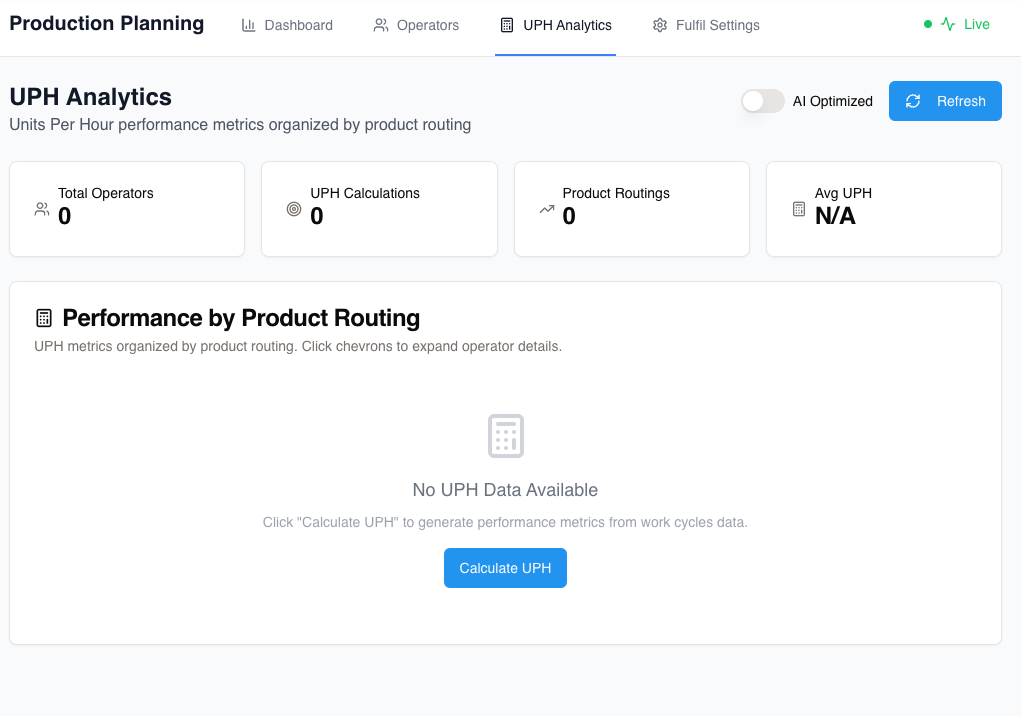 Production Planning
Dashboard
Operators
UPH Analytics
Fulfil Settings
Live
UPH Analytics
Units Per Hour performance metrics organized by product routing
AI Optimized
Refresh
Total Operators
0
UPH Calculations
0
Product Routings
0
Avg UPH
N/A
Performance by Product Routing
UPH metrics organized by product routing. Click chevrons to expand operator details.
No UPH Data Available
Click "Calculate UPH" to generate performance metrics from work cycles data.
Calculate UPH